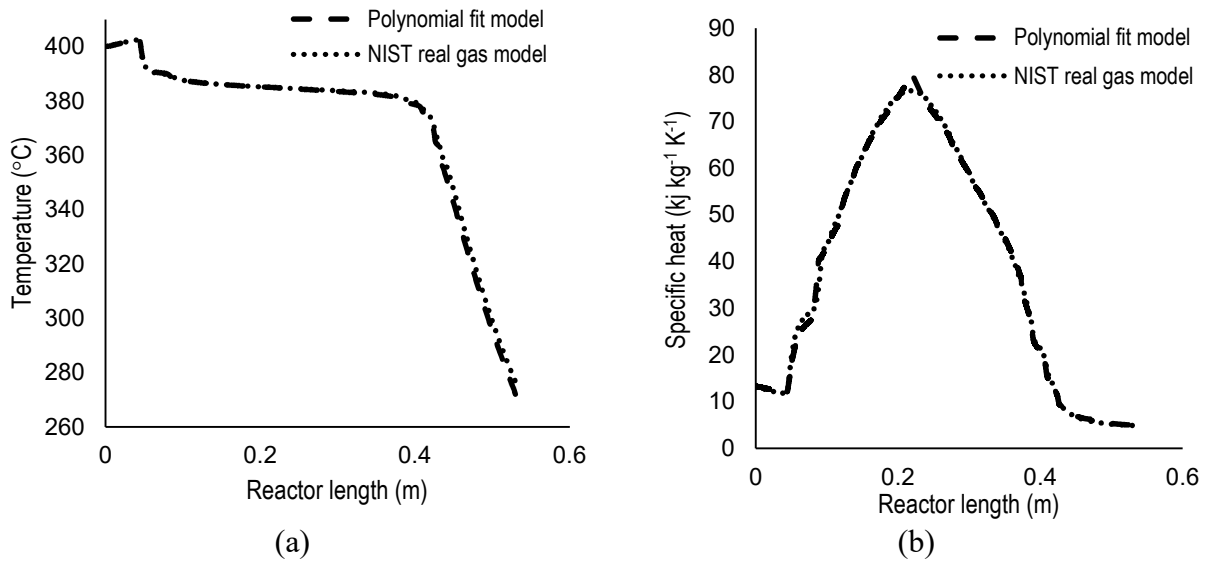 Polynomial fit model
NIST real gas model
Temperature (°C)
400
380
360
340
320
300
280
260
0
0.2
0.4
0.6
Reactor length (m)
(a)
Polynomial fit model
NIST real gas model
Specific heat (kj kg⁻¹ K⁻¹)
90
80
70
60
50
40
30
20
10
0
0
0.2
0.4
0.6
Reactor length (m)
(b)